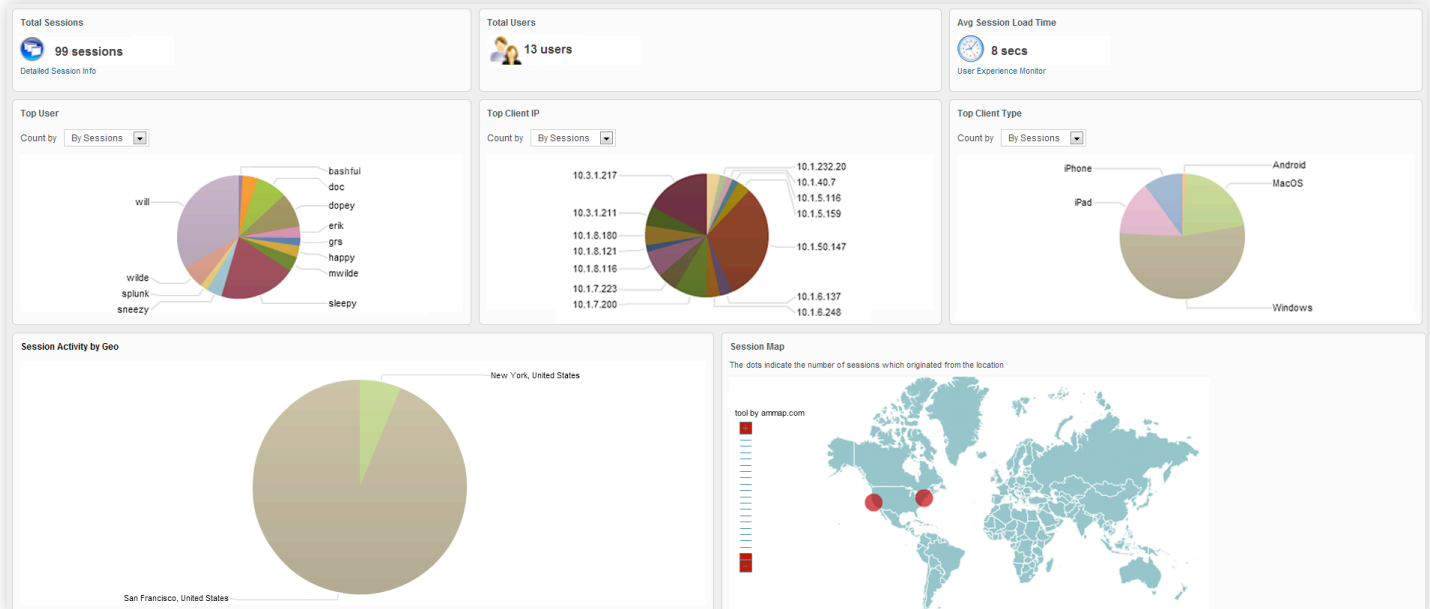 Total Sessions
99 sessions
Detailed Session Info
Total Users
13 users
Avg Session Load Time
8 secs
User Experience Monitor
Top User
Count by By Sessions
bashful
doc
dopey
erik
grs
happy
mwilde
sleepy
will
wilde
splunk
sneezy
Top Client IP
Count by By Sessions
10.1.232.20
10.1.40.7
10.1.5.116
10.1.5.159
10.1.50.147
10.1.6.137
10.1.6.248
10.3.1.217
10.3.1.211
10.1.8.180
10.1.8.121
10.1.8.116
10.1.7.223
10.1.7.200
Top Client Type
Count by By Sessions
Android
MacOS
Windows
iPhone
iPad
Session Activity by Geo
New York, United States
San Francisco, United States
Session Map
The dots indicate the number of sessions which originated from the location
tool by ammap.com